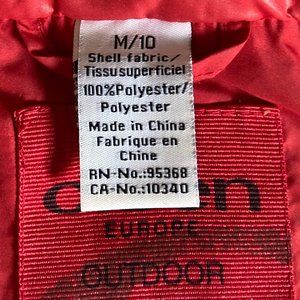 M/10
Shell fabric/
Tissu superficiel
100%Polyester/
Polyester
Made in China
Fabrique en
Chine
RN-No.:95368
CA-No.:10340
EUROPE
OUTDOOR